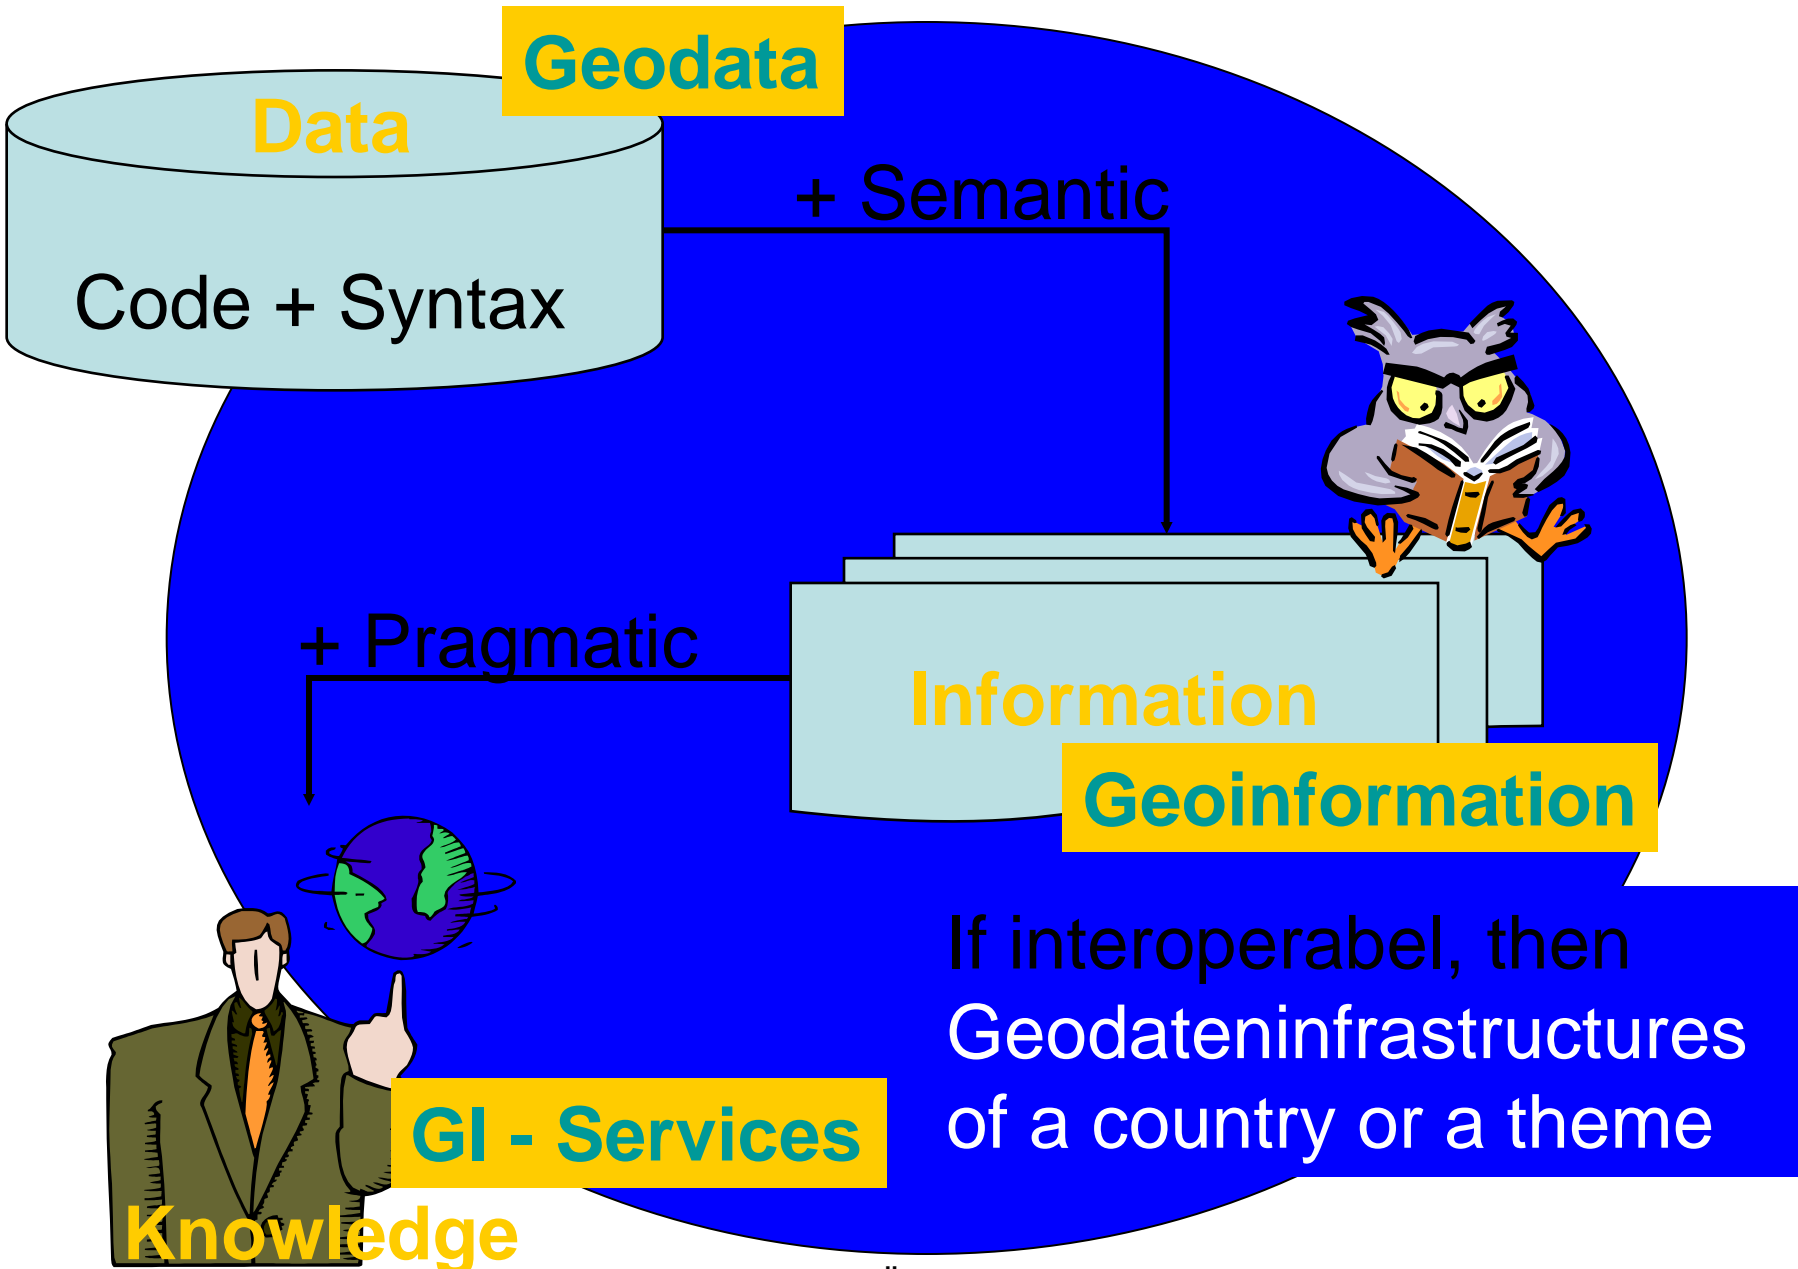 Geodata
Data
+ Semantic
Code + Syntax
+ Pragmatic
Information
Geoinformation
If interoperabel, then
Geodateninfrastructures
of a country or a theme
GI - Services
Knowledge